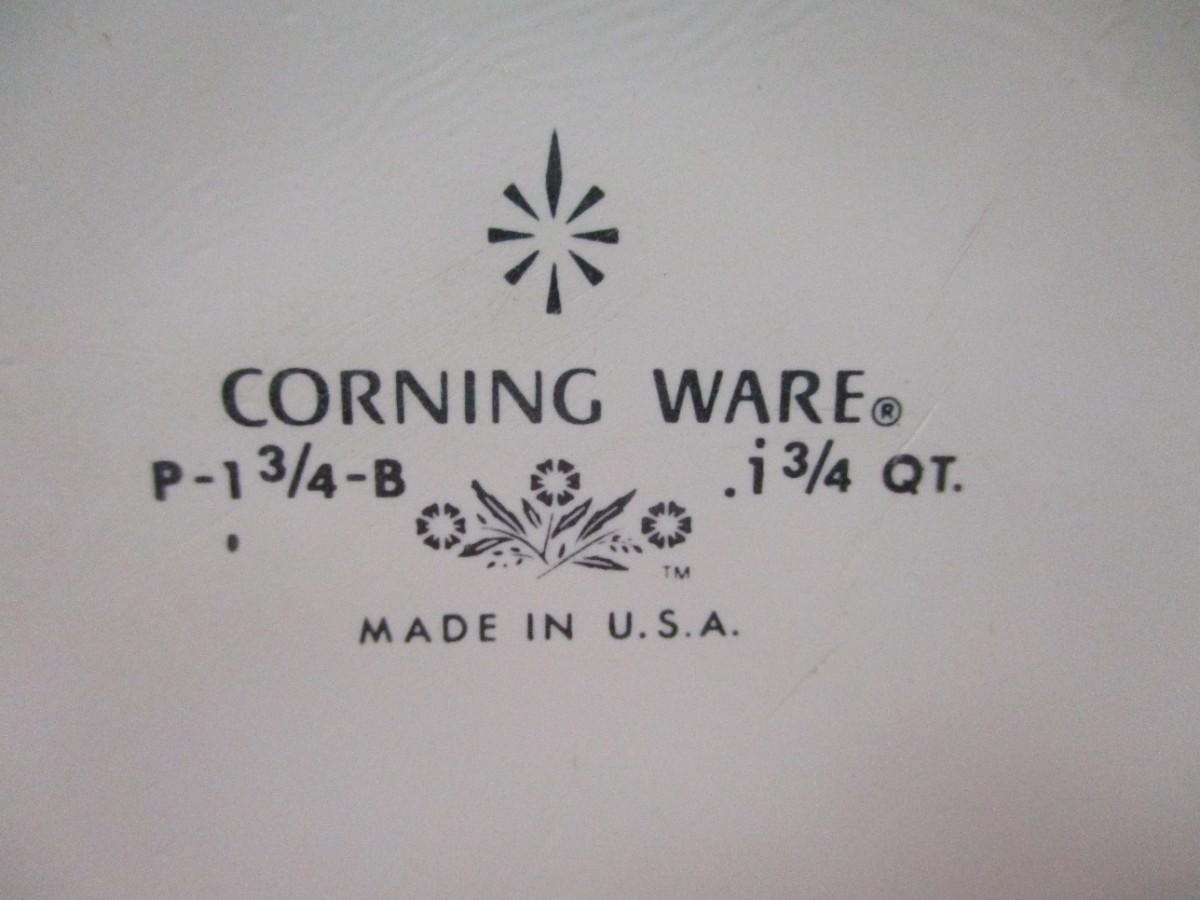 CORNING WARE®
P-1 3/4-B .1 3/4 QT.
TM
MADE IN U.S.A.